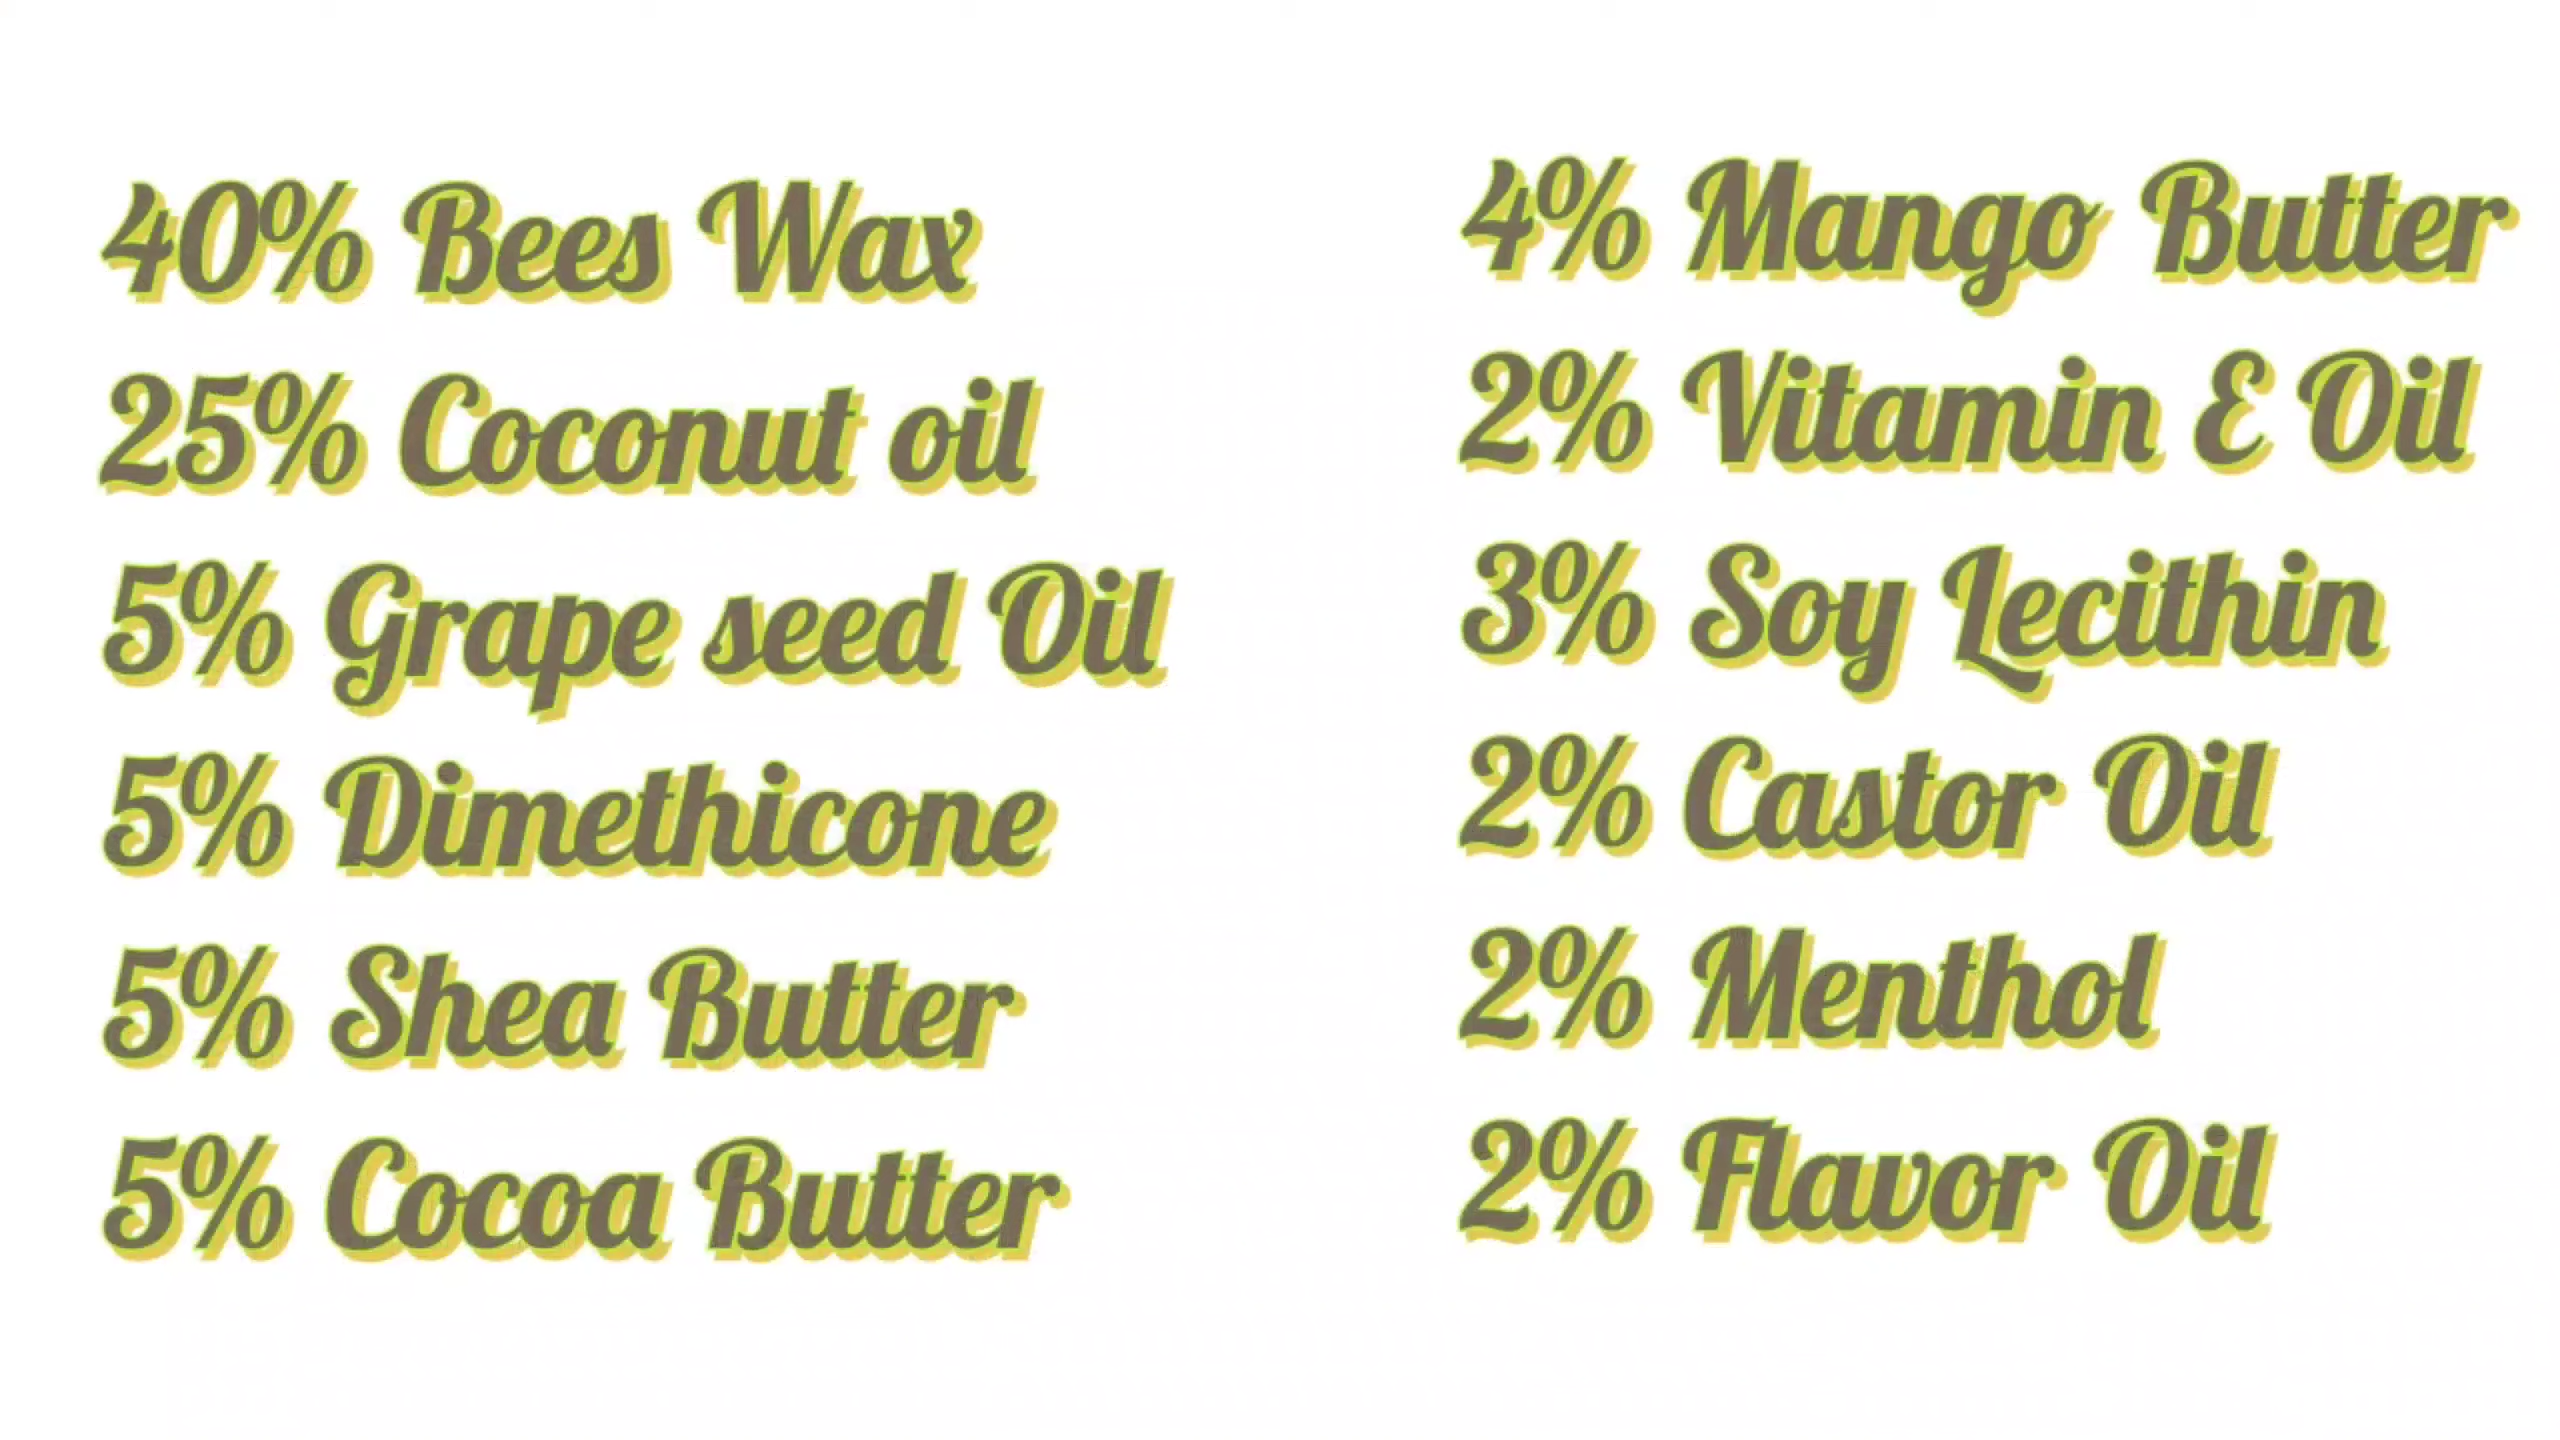 40% Bees Wax
25% Coconut oil
5% Grape seed Oil
5% Dimethicone
5% Shea Butter
5% Cocoa Butter
4% Mango Butter
2% Vitamin E Oil
3% Soy Lecithin
2% Castor Oil
2% Menthol
2% Flavor Oil